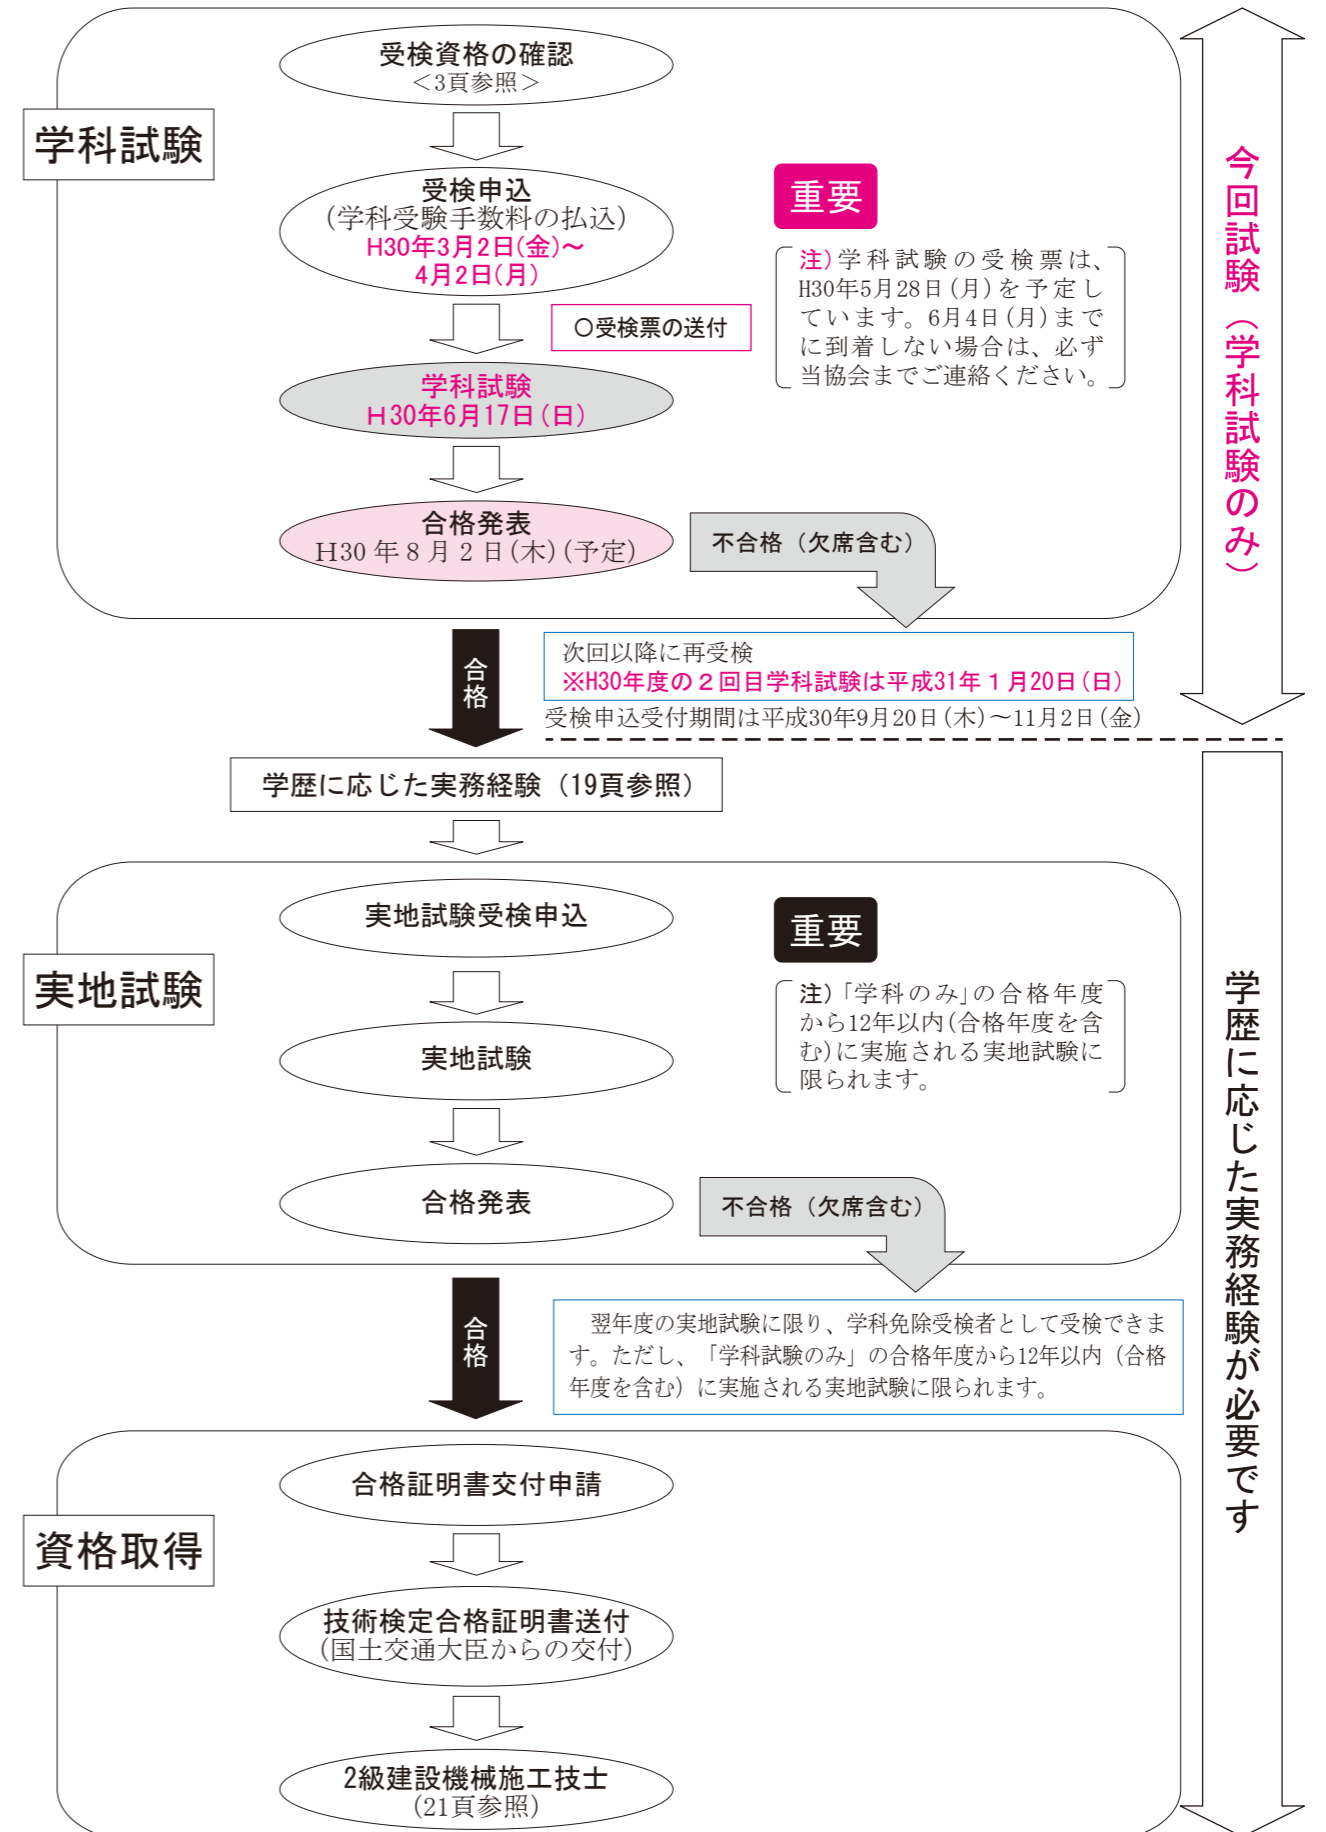 受検資格の確認
＜3頁参照＞
学科試験
受検申込
(学科受験手数料の払込)
H30年3月2日(金)～
4月2日(月)
重要
注)学科試験の受検票は、
H30年5月28日(月)を予定し
ています。6月4日(月)まで
に到着しない場合は、必ず
当協会までご連絡ください。
○受検票の送付
学科試験
H30年6月17日(日)
合格発表
H30年8月2日(木)(予定)
不合格（欠席含む）
今回試験（学科試験のみ）
合格
次回以降に再受検
※H30年度の２回目学科試験は平成31年１月20日(日)
受検申込受付期間は平成30年9月20日(木)～11月2日(金)
学歴に応じた実務経験（19頁参照）
実地試験
実地試験受検申込
重要
注)「学科のみ」の合格年度
から12年以内(合格年度を含
む)に実施される実地試験に
限られます。
実地試験
合格発表
不合格（欠席含む）
学歴に応じた実務経験が必要です
合格
翌年度の実地試験に限り、学科免除受検者として受検できま
す。ただし、「学科試験のみ」の合格年度から12年以内（合格
年度を含む）に実施される実地試験に限られます。
資格取得
合格証明書交付申請
技術検定合格証明書送付
(国土交通大臣からの交付)
2級建設機械施工技士
(21頁参照)